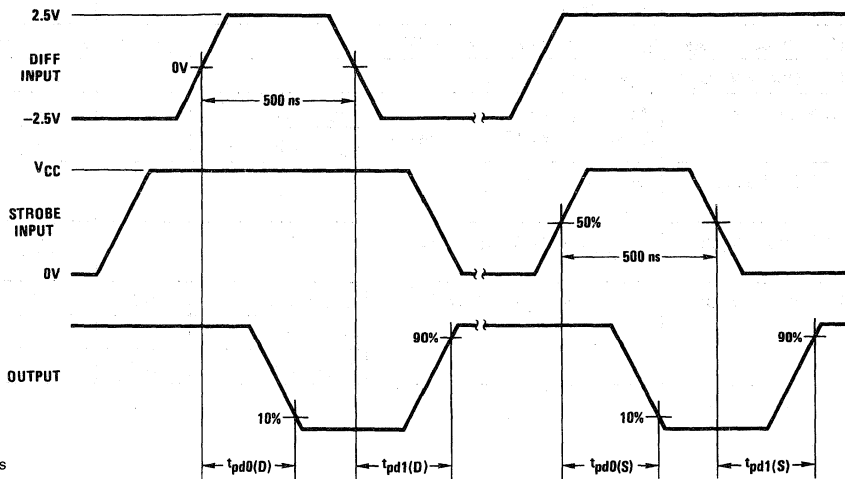 2.5V
DIFF
INPUT
0V
500 ns
−2.5V
VCC
STROBE
INPUT
50%
500 ns
0V
90%
90%
OUTPUT
10%
10%
s
tpd0(D)
tpd1(D)
tpd0(S)
tpd1(S)